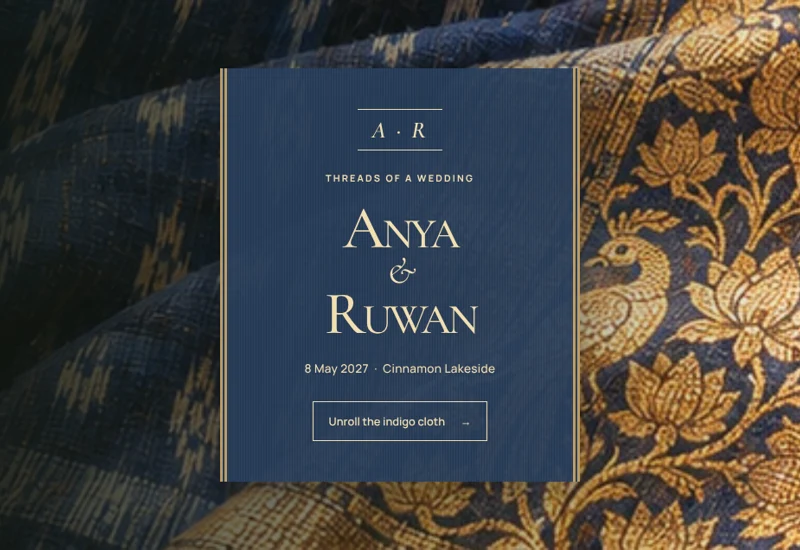 A · R
THREADS OF A WEDDING
ANYA
&
RUWAN
8 May 2027 · Cinnamon Lakeside
Unroll the indigo cloth →